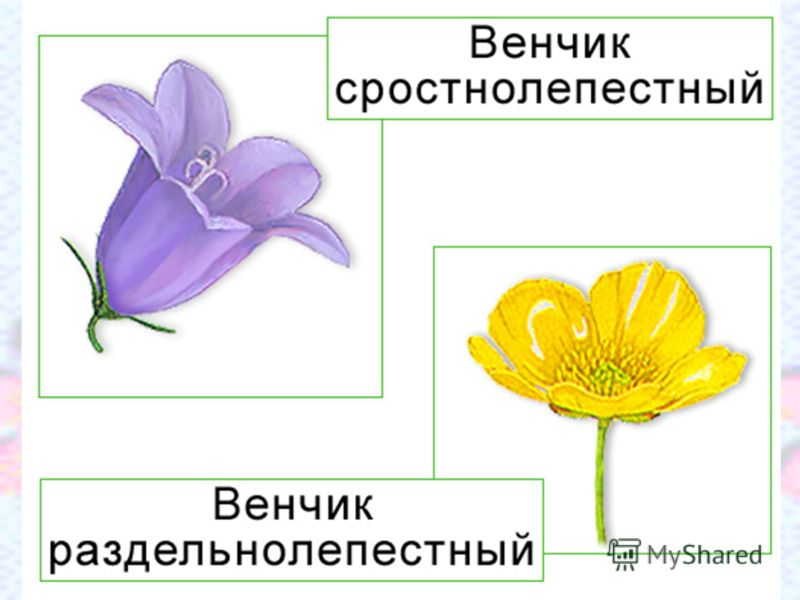 Венчик
сростнолепестный
Венчик
раздельнолепестный
MyShared